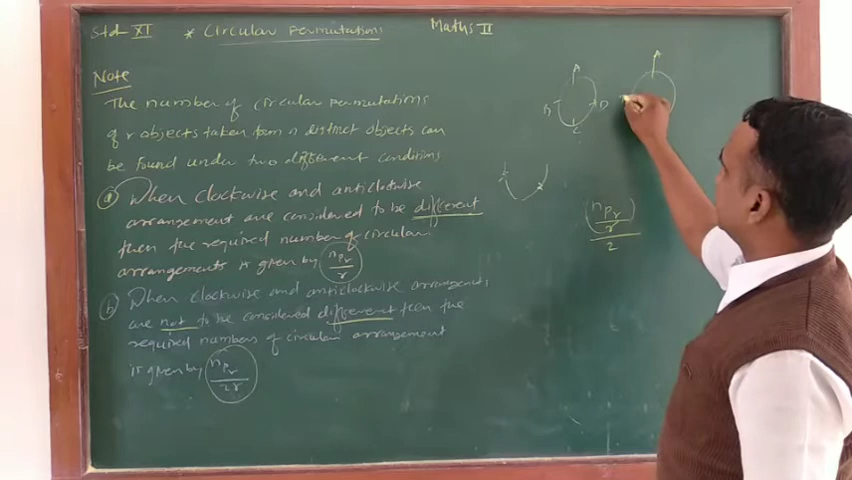 Std XI * Circular Permutations Maths II
Note
The number of circular Permutations
of r objects taken from n distinct objects can
be found under two different conditions
(a) When clockwise and anticlockwise
arrangement are considered to be different
then the required number of circular
arrangements is given by nPr/r
(b) When clockwise and anticlockwise arrangements
are not to be considered different then the
required numbers of circular arrangement
is given by nPr/2r
A
B
D
C
A
(nPr/r)/2